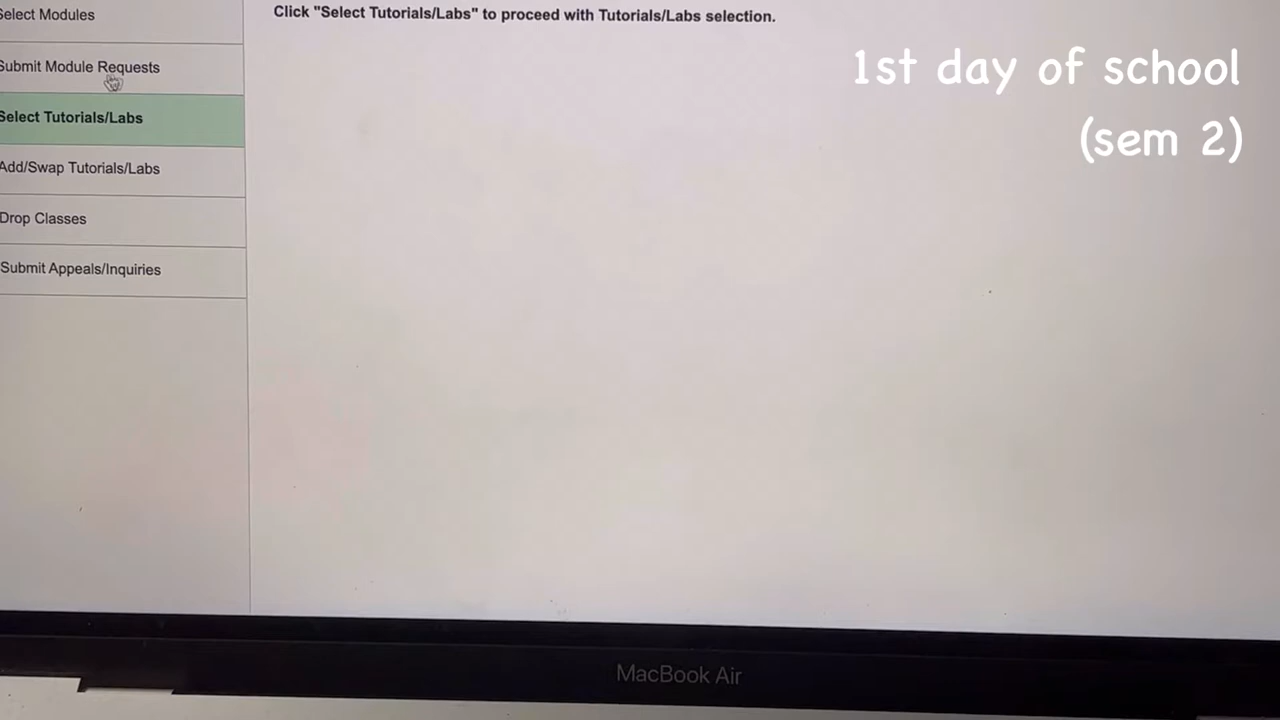 Select Modules
Click "Select Tutorials/Labs" to proceed with Tutorials/Labs selection.
1st day of school
(sem 2)
Submit Module Requests
Select Tutorials/Labs
Add/Swap Tutorials/Labs
Drop Classes
Submit Appeals/Inquiries
MacBook Air